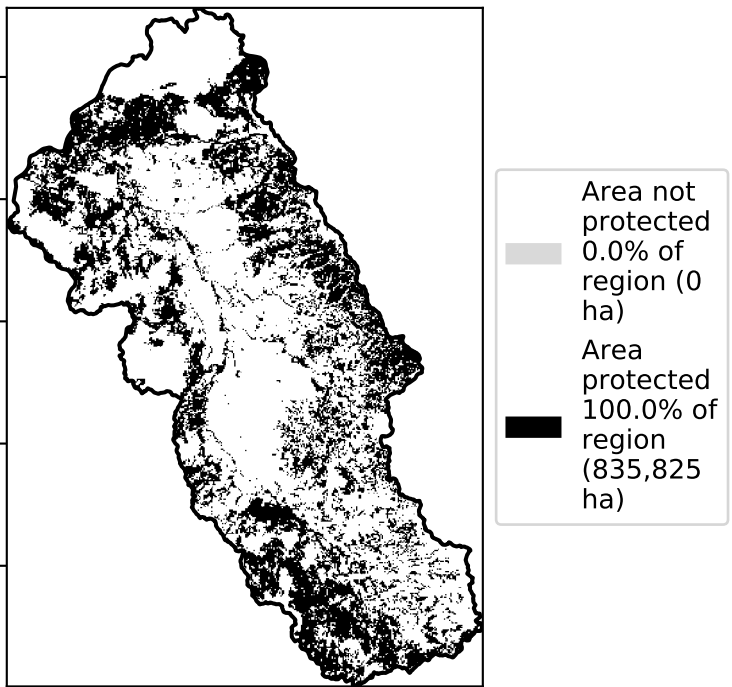 Area not
protected
0.0% of
region (0
ha)
Area
protected
100.0% of
region
(835,825
ha)